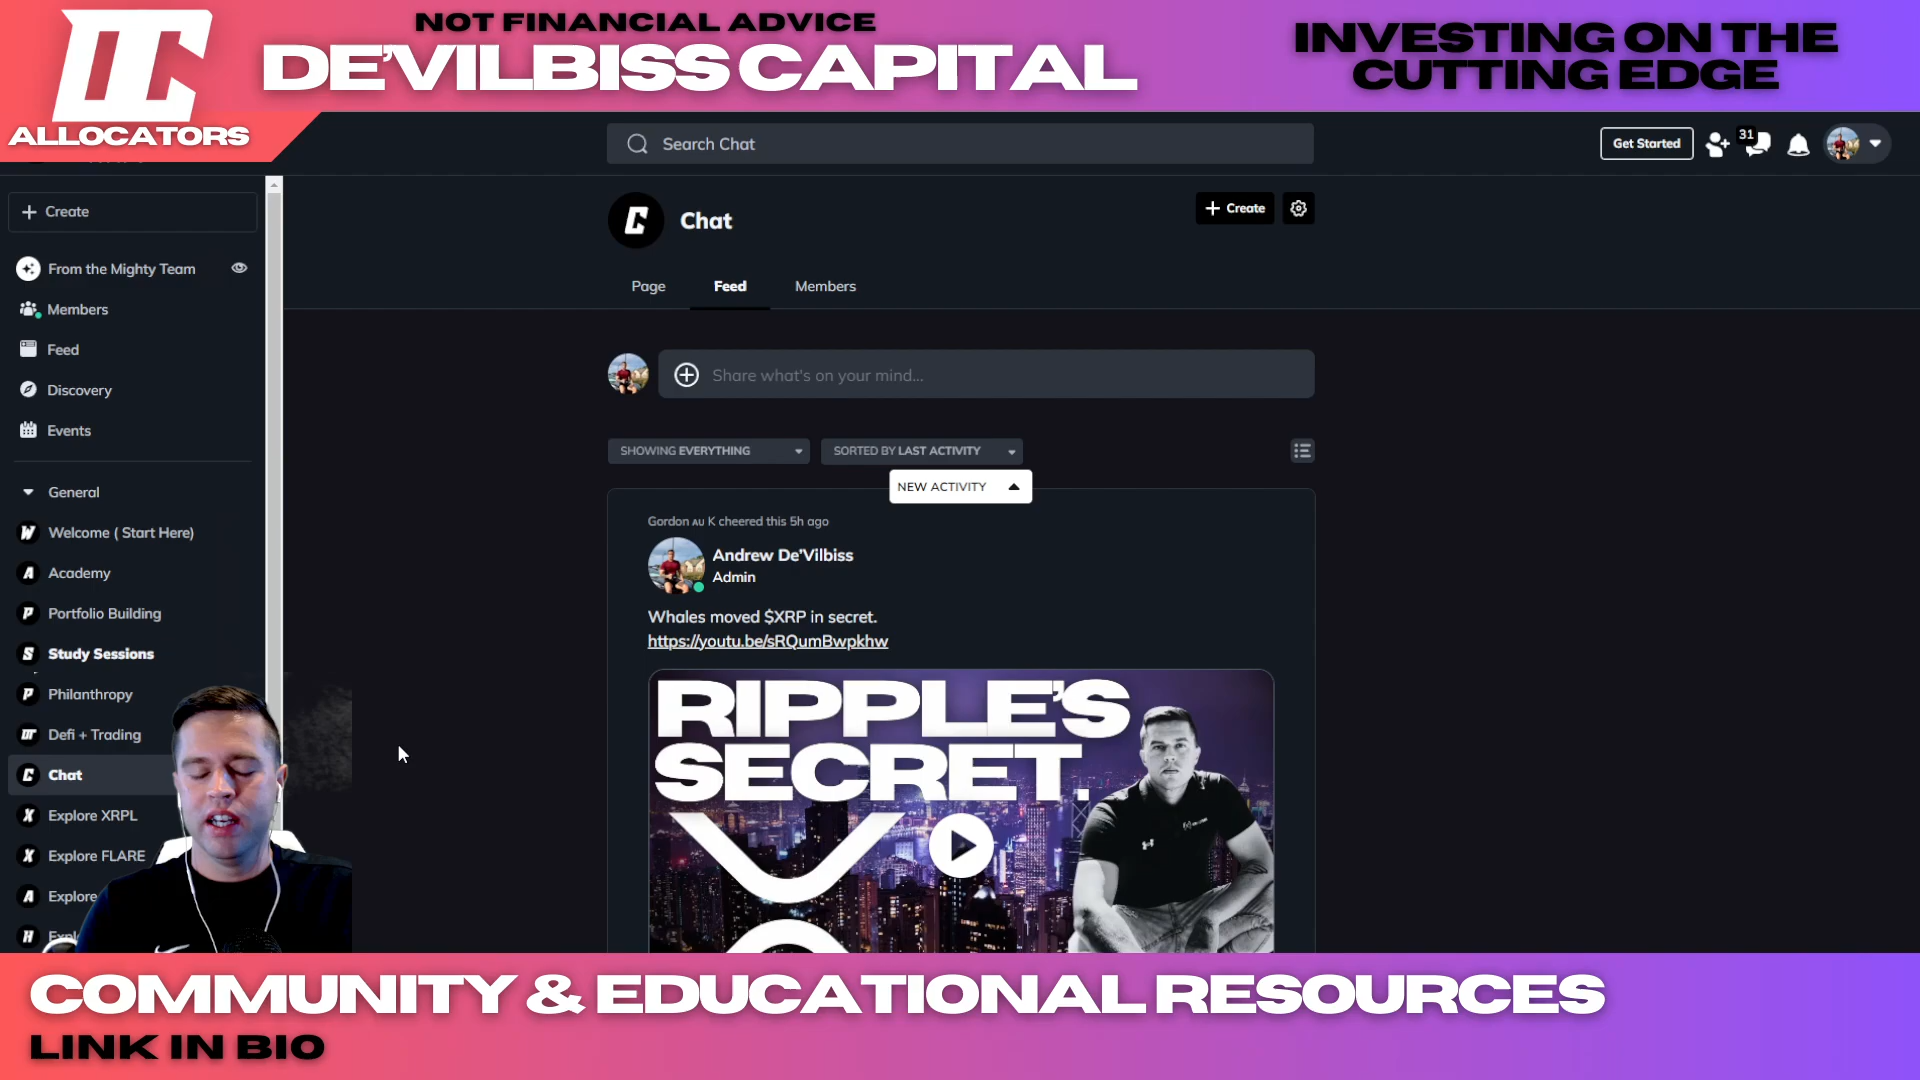 NOT FINANCIAL ADVICE
DE'VILBISS CAPITAL
INVESTING ON THE
CUTTING EDGE
ALLOCATORS
Search Chat
Get Started
31
Create
From the Mighty Team
Members
Feed
Discovery
Events
General
Welcome ( Start Here)
Academy
Portfolio Building
Study Sessions
Philanthropy
Defi + Trading
Chat
Explore XRPL
Explore FLARE
Explore
Chat
Create
Page
Feed
Members
Share what's on your mind...
SHOWING EVERYTHING
SORTED BY LAST ACTIVITY
NEW ACTIVITY
Gordon AU K cheered this 5h ago
Andrew De'Vilbiss
Admin
Whales moved $XRP in secret.
https://youtu.be/sRQumBwpkhw
RIPPLE'S
SECRET.
COMMUNITY & EDUCATIONAL RESOURCES
LINK IN BIO